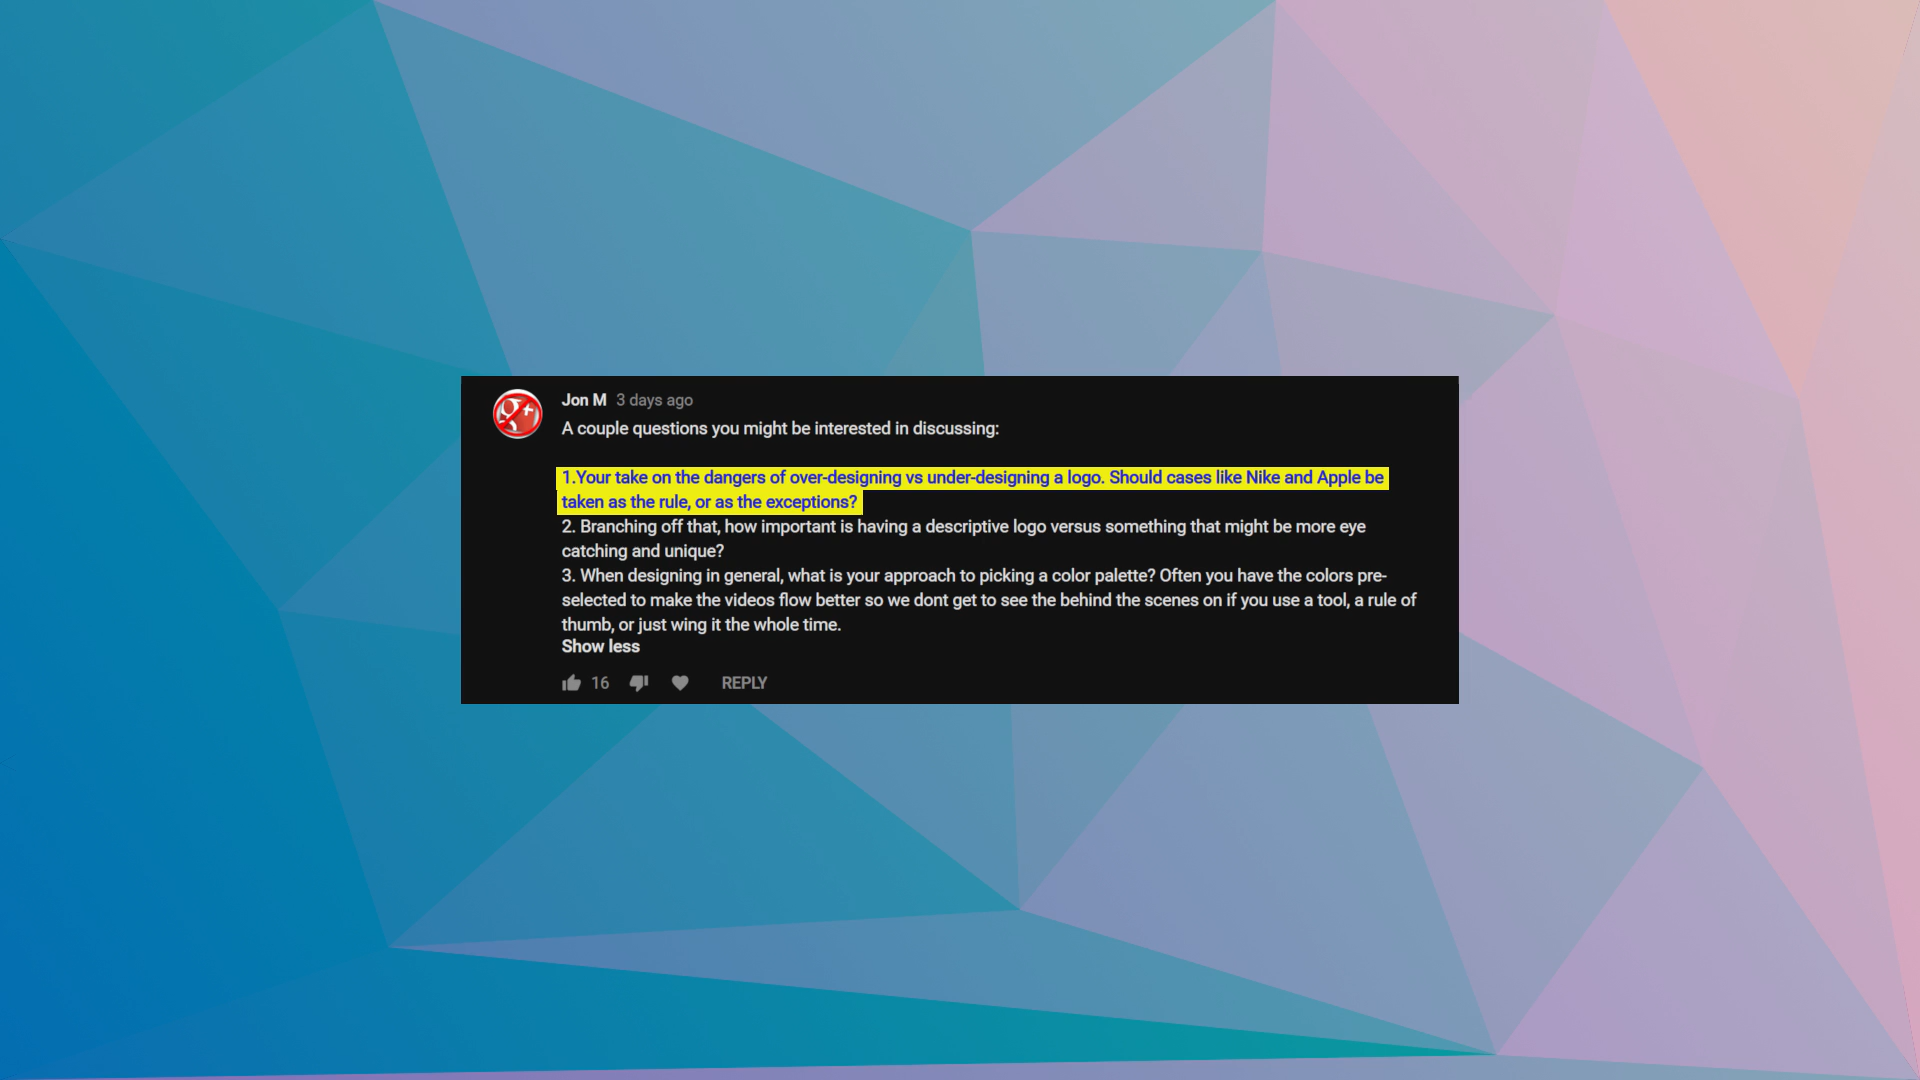 Jon M 3 days ago
A couple questions you might be interested in discussing:
1.Your take on the dangers of over-designing vs under-designing a logo. Should cases like Nike and Apple be
taken as the rule, or as the exceptions?
2. Branching off that, how important is having a descriptive logo versus something that might be more eye
catching and unique?
3. When designing in general, what is your approach to picking a color palette? Often you have the colors pre-
selected to make the videos flow better so we dont get to see the behind the scenes on if you use a tool, a rule of
thumb, or just wing it the whole time.
Show less
16 REPLY